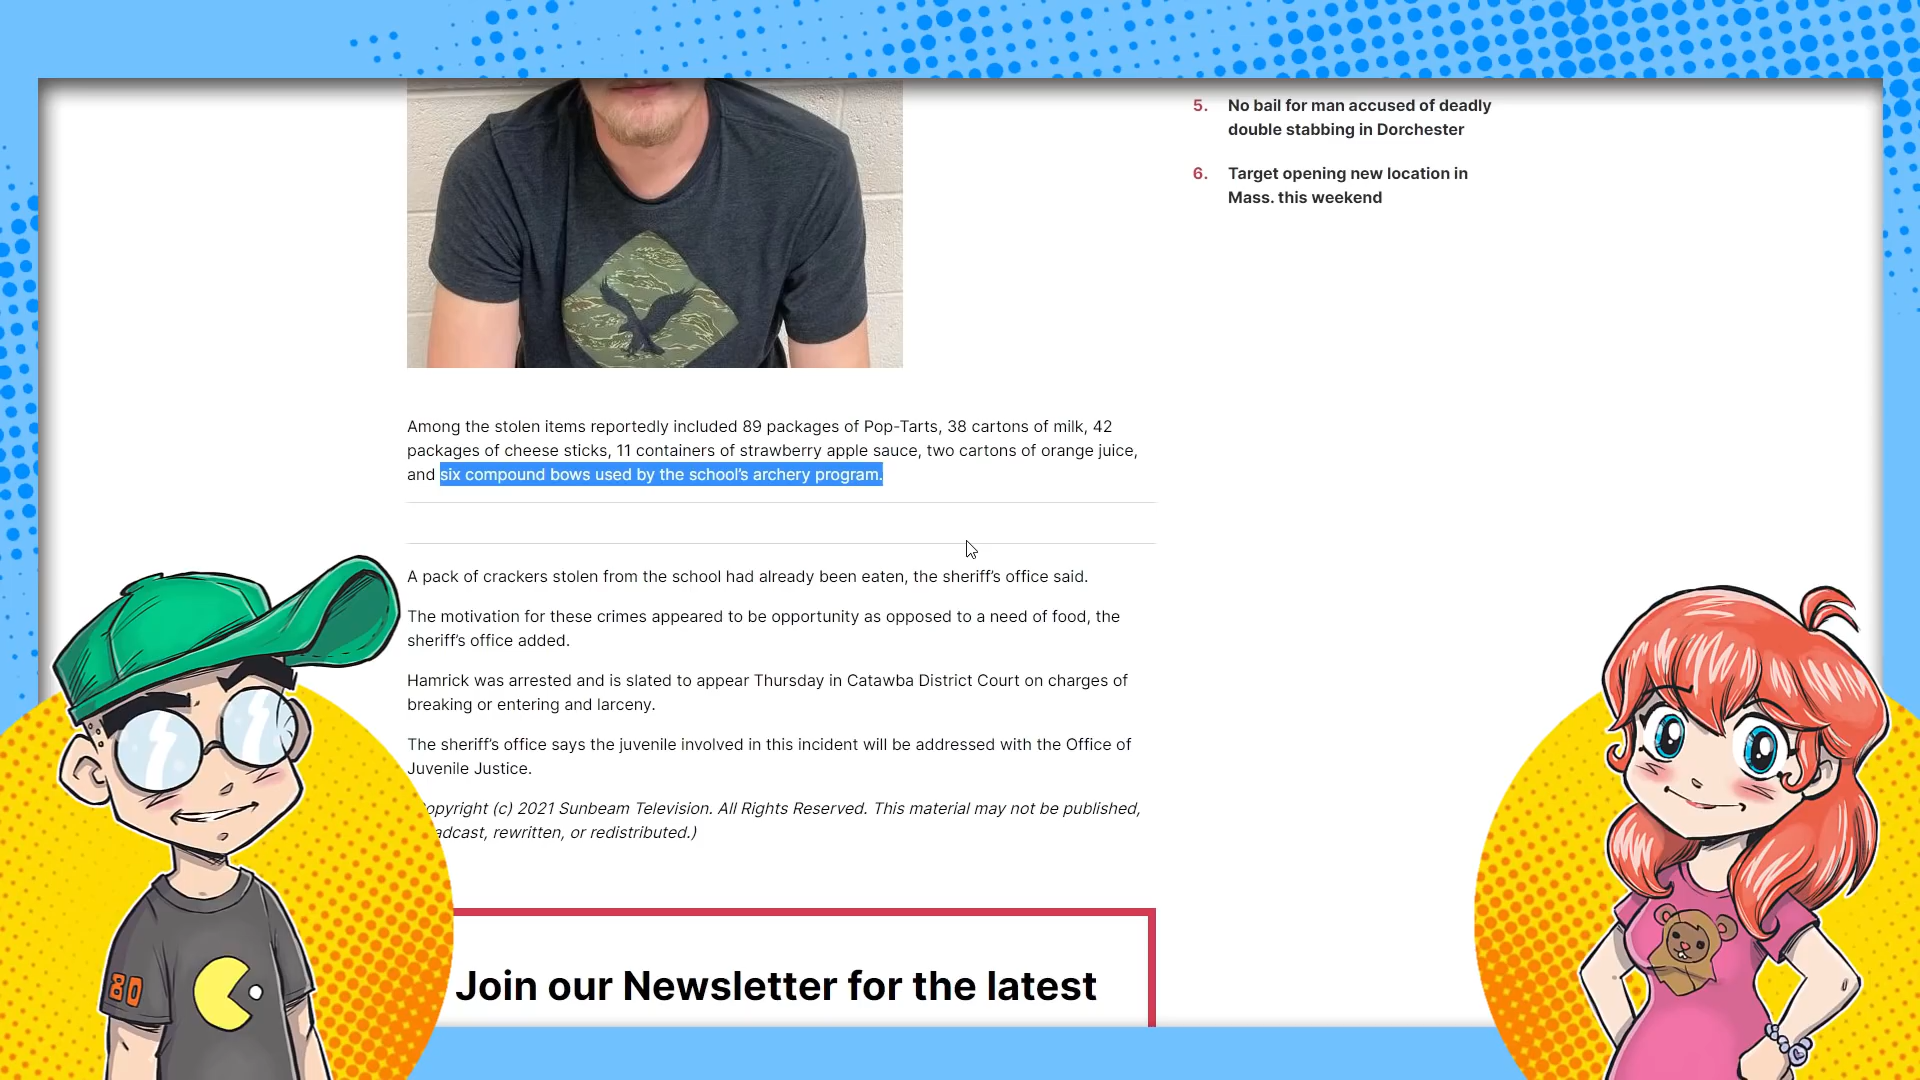 5. No bail for man accused of deadly
double stabbing in Dorchester
6. Target opening new location in
Mass. this weekend
Among the stolen items reportedly included 89 packages of Pop-Tarts, 38 cartons of milk, 42
packages of cheese sticks, 11 containers of strawberry apple sauce, two cartons of orange juice,
and six compound bows used by the school’s archery program.
A pack of crackers stolen from the school had already been eaten, the sheriff’s office said.
The motivation for these crimes appeared to be opportunity as opposed to a need of food, the
sheriff’s office added.
Hamrick was arrested and is slated to appear Thursday in Catawba District Court on charges of
breaking or entering and larceny.
The sheriff’s office says the juvenile involved in this incident will be addressed with the Office of
Juvenile Justice.
opyright (c) 2021 Sunbeam Television. All Rights Reserved. This material may not be published,
adcast, rewritten, or redistributed.)
Join our Newsletter for the latest
80